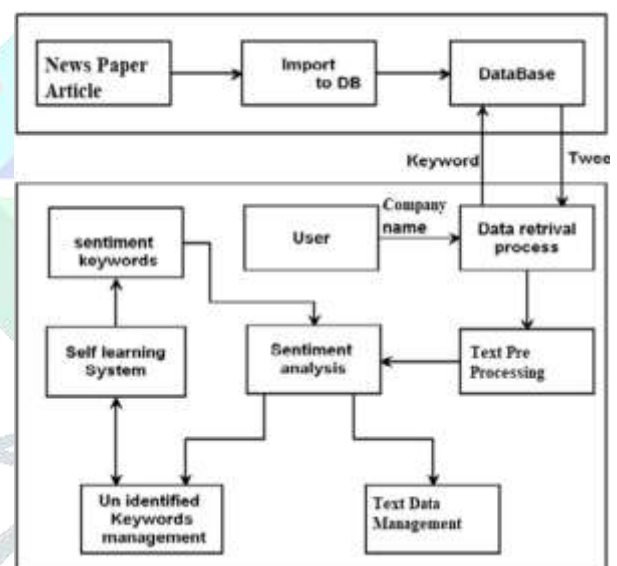 News Paper
Article
Import
to DB
DataBase
Keyword
Twee
Company
name
User
Data retrival
process
sentiment
keywords
Self learning
System
Sentiment
analysis
Text Pre
Processing
Un identified
Keywords
management
Text Data
Management